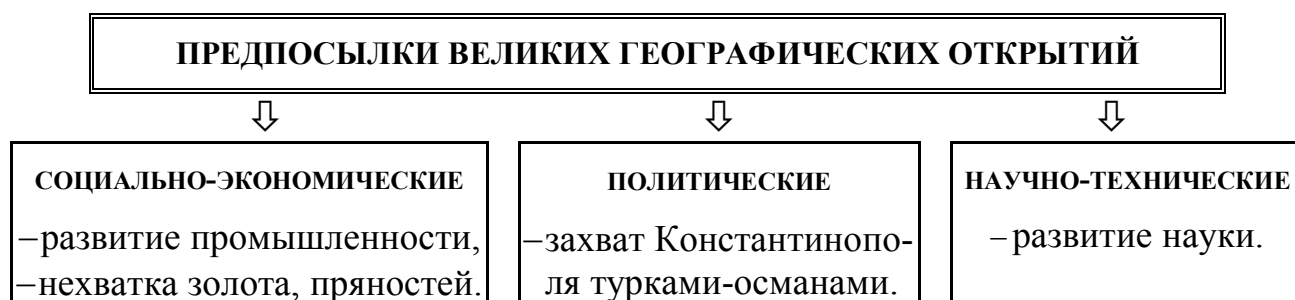 ПРЕДПОСЫЛКИ ВЕЛИКИХ ГЕОГРАФИЧЕСКИХ ОТКРЫТИЙ
СОЦИАЛЬНО-ЭКОНОМИЧЕСКИЕ
–развитие промышленности,
–нехватка золота, пряностей.
ПОЛИТИЧЕСКИЕ
–захват Константинопо-
ля турками-османами.
НАУЧНО-ТЕХНИЧЕСКИЕ
– развитие науки.